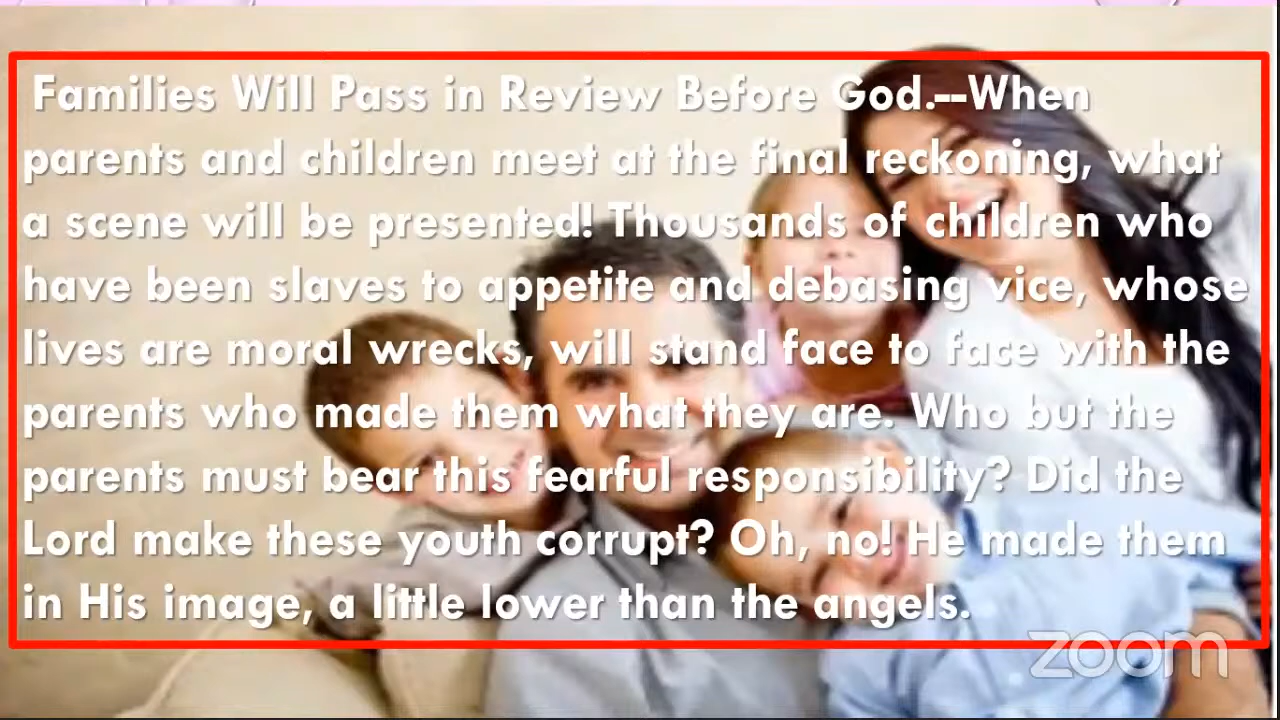 Families Will Pass in Review Before God.--When
parents and children meet at the final reckoning, what
a scene will be presented! Thousands of children who
have been slaves to appetite and debasing vice, whose
lives are moral wrecks, will stand face to face with the
parents who made them what they are. Who but the
parents must bear this fearful responsibility? Did the
Lord make these youth corrupt? Oh, no! He made them
in His image, a little lower than the angels.
zoom